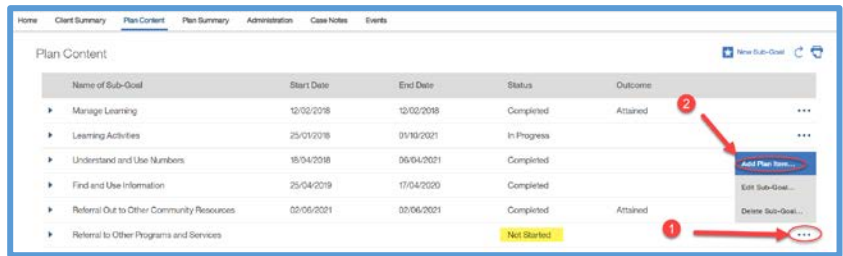 Home Client Summary Plan Content Plan Summary Administration Case Notes Events
Plan Content New Sub-Goal
Name of Sub-Goal Start Date End Date Status Outcome
Manage Learning 12/02/2018 12/02/2018 Completed Attained ...
2
Learning Activities 25/01/2018 01/10/2021 In Progress ...
Understand and Use Numbers 18/04/2018 06/04/2021 Completed
Add Plan Item...
Find and Use Information 25/04/2019 17/04/2020 Completed
Edit Sub-Goal...
Referral Out to Other Community Resources 02/06/2021 02/06/2021 Completed Attained
Delete Sub-Goal...
Referral to Other Programs and Services Not Started 1 ...